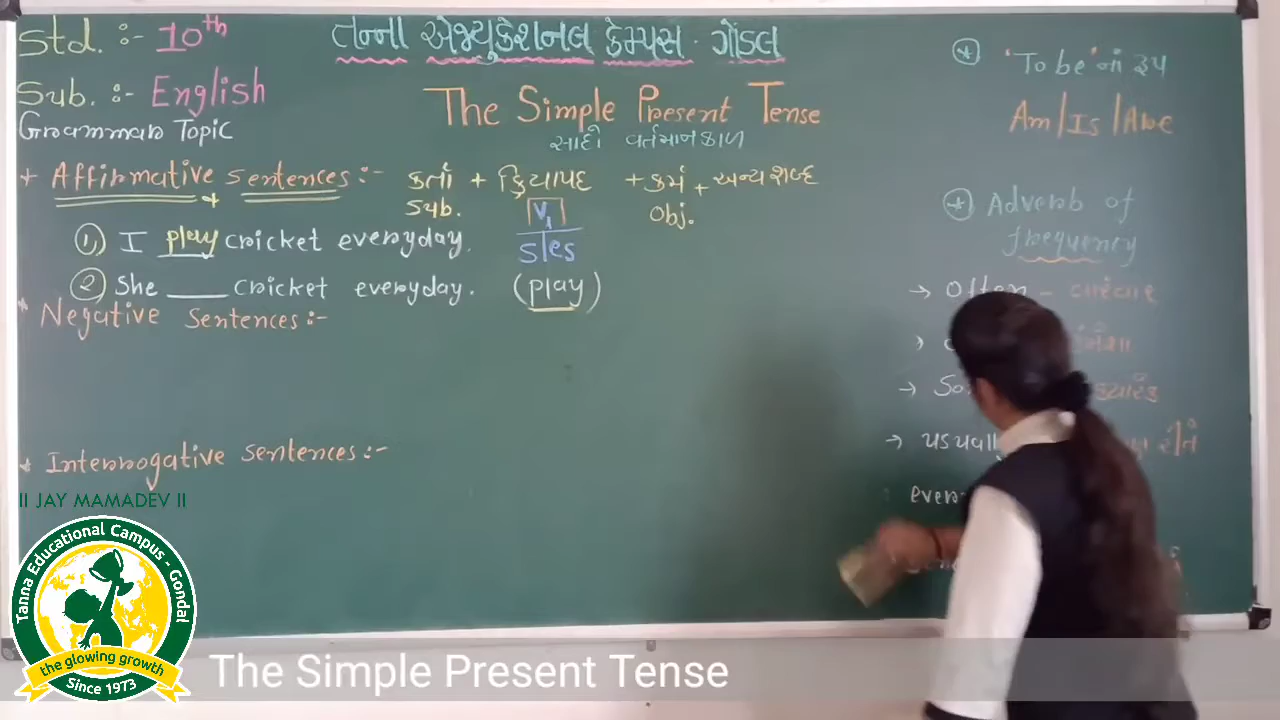 Std. :- 10th
Sub. :- English
Grammar Topic
તન્ના એજ્યુકેશનલ કેમ્પસ - ગોંડલ
The Simple Present Tense
સાદો વર્તમાનકાળ
+ Affirmative sentences :- કર્તા + ક્રિયાપદ + કર્મ + અન્ય શબ્દ
Sub. V1 Obj.
s/es
① I play cricket everyday.
② She ____ cricket everyday. (play)
* Negative Sentences :-
* Interrogative Sentences :-
* 'To be' નાં રૂપ
Am/Is/Are
* Adverb of
frequency
→ Often - વારંવાર
→ So
→
|| JAY MAMADEV ||
Tanna Educational Campus - Gondal
the glowing growth
Since 1973
The Simple Present Tense